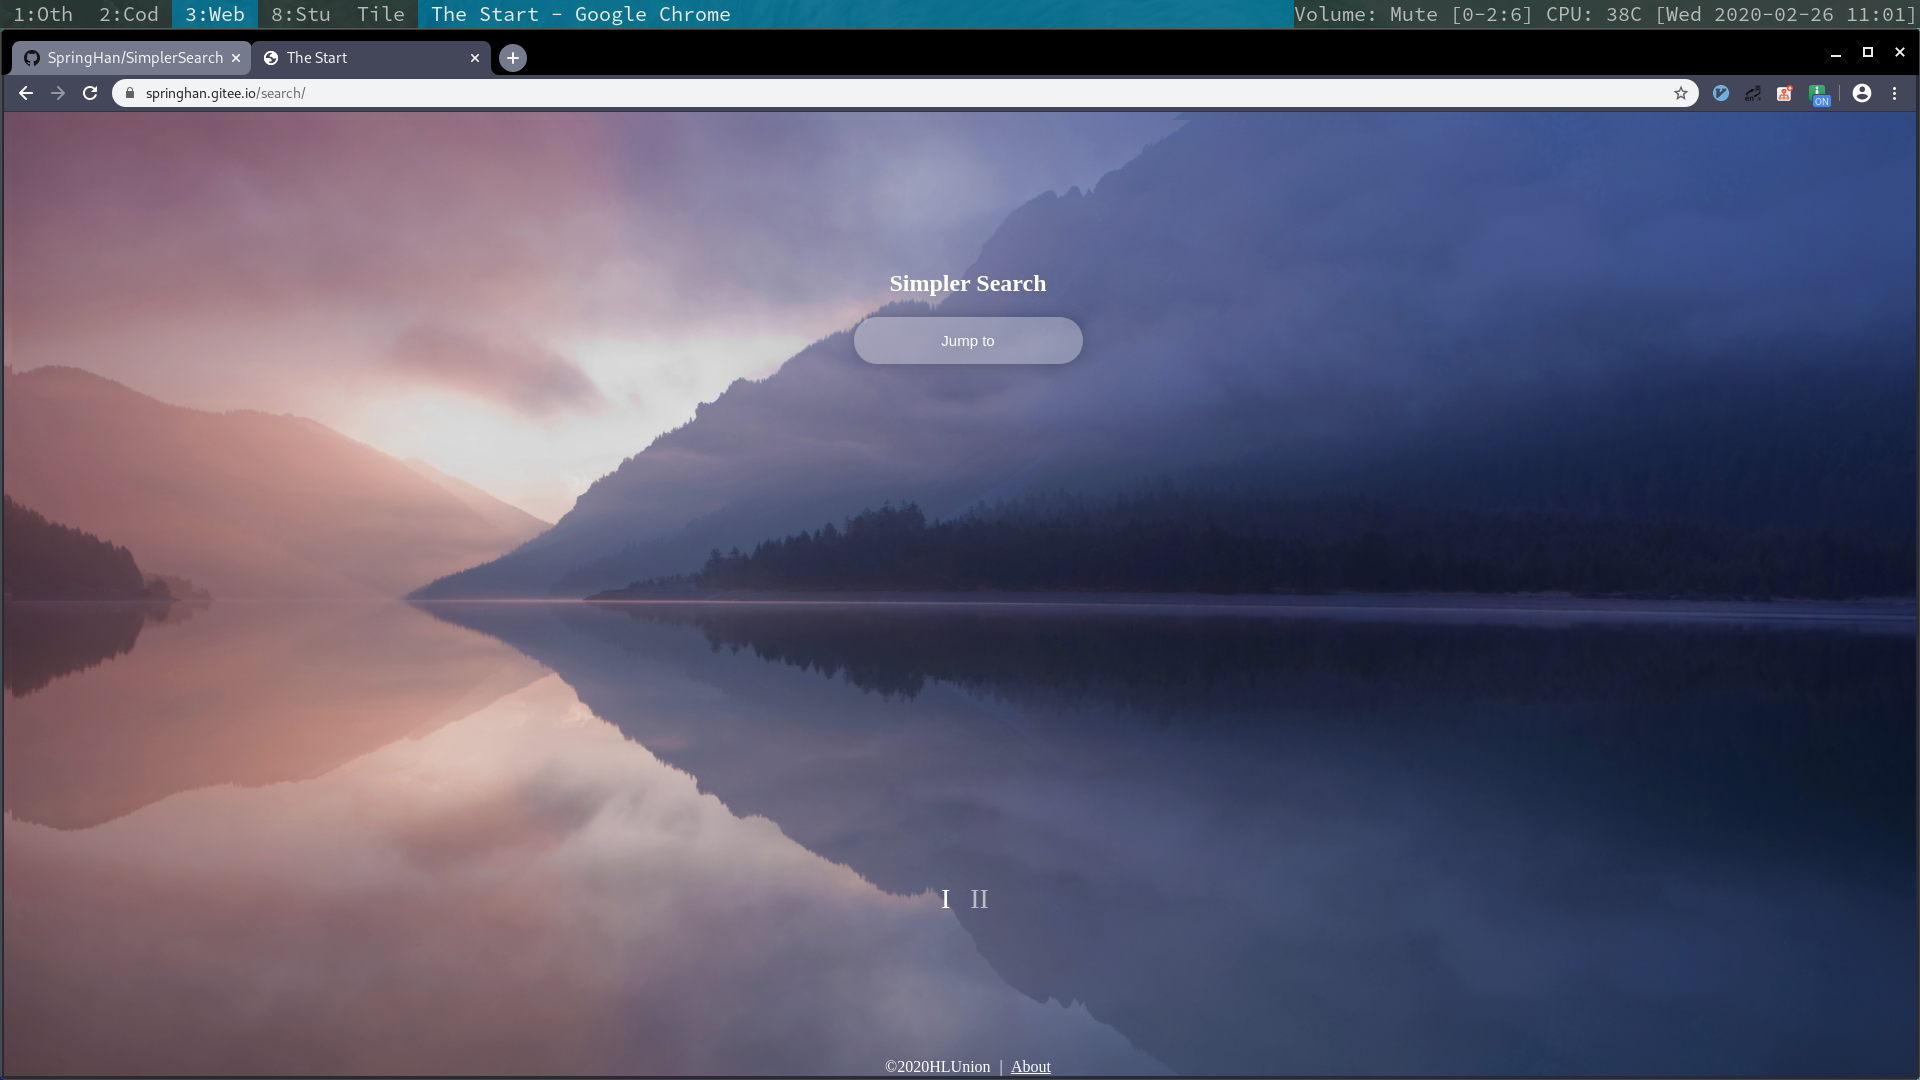 1:Oth 2:Cod 3:Web 8:Stu Tile The Start - Google Chrome Volume: Mute [0-2:6] CPU: 38C [Wed 2020-02-26 11:01]
SpringHan/SimplerSearch The Start
springhan.gitee.io/search/
ON
Simpler Search
Jump to
I II
©2020HLUnion | About